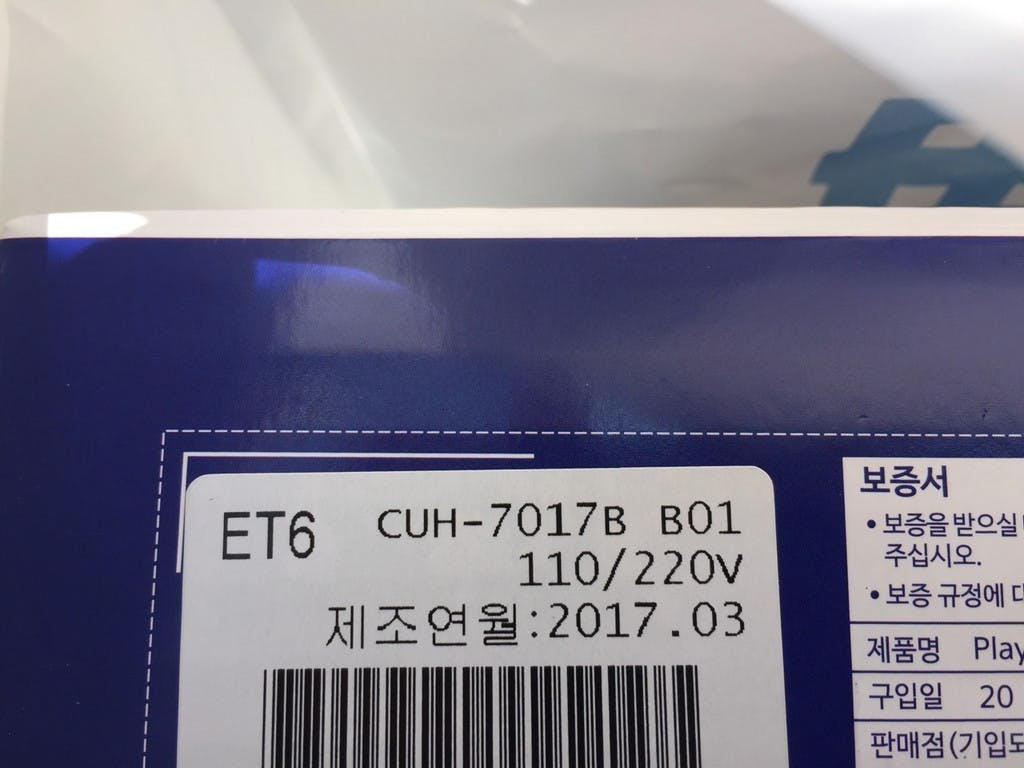 ET6 CUH-7017B B01
110/220V
제조연월:2017.03
보증서
• 보증을 받으실
주십시오.
• 보증 규정에
제품명
구입일 20
판매점(기입